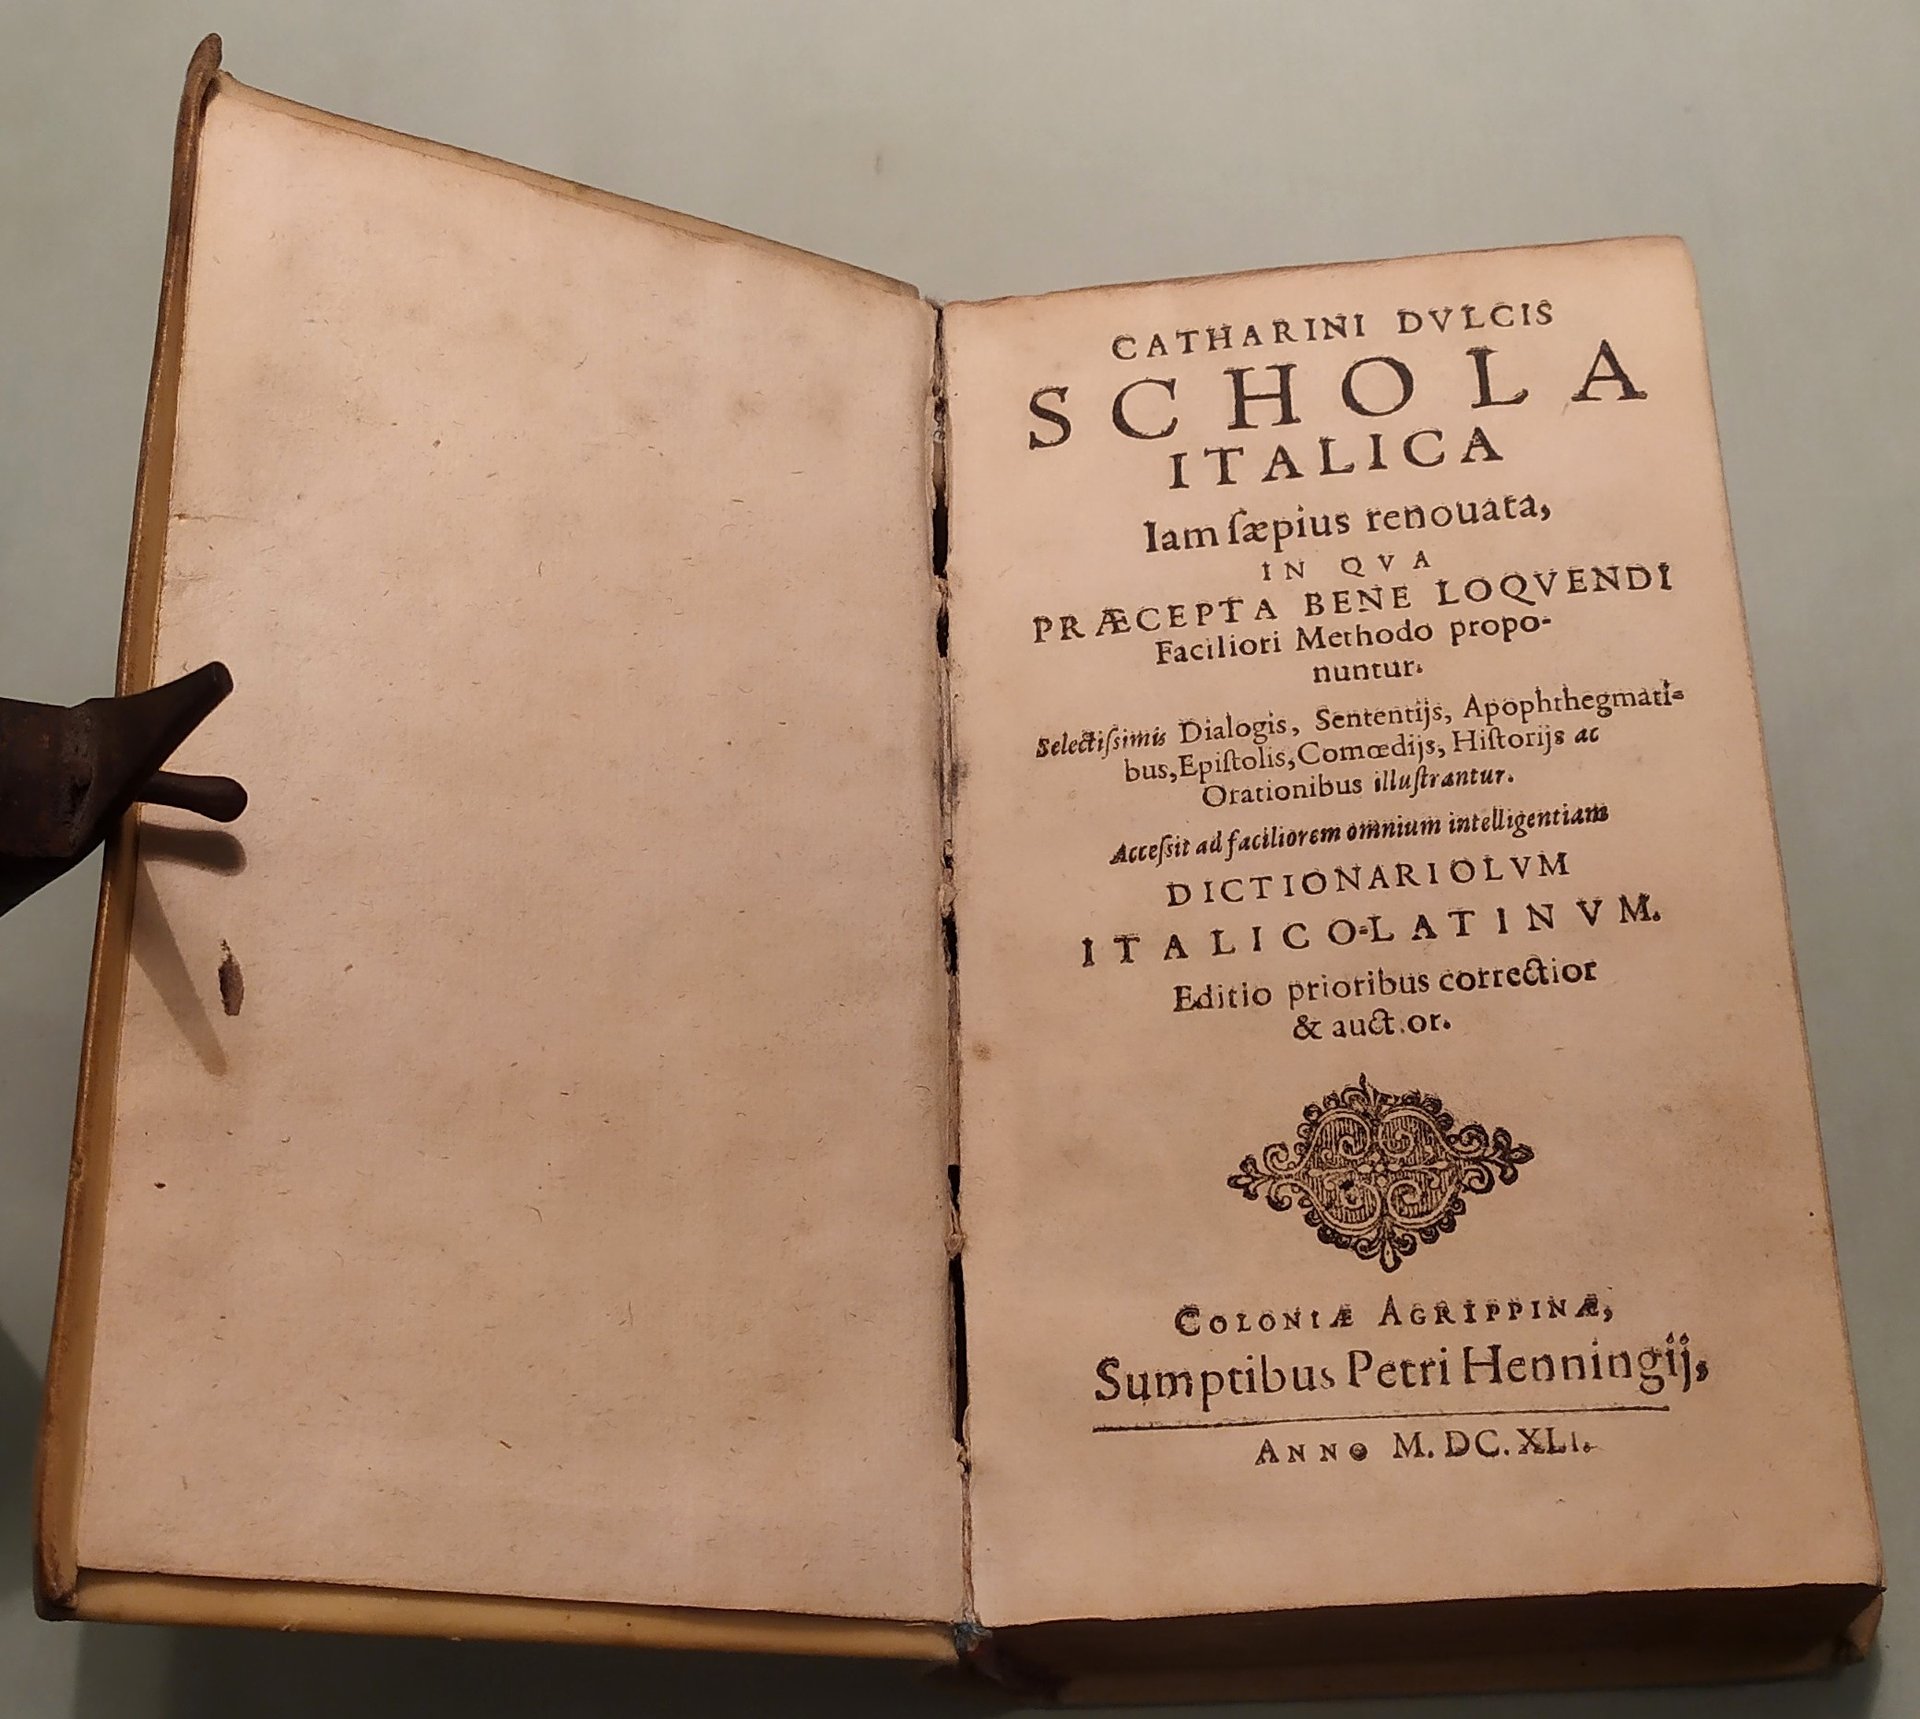 CATHARINI DVLCIS
SCHOLA
ITALICA
Iam ſæpius renouata,
IN QVA
PRÆCEPTA BENE LOQVENDI
Faciliori Methodo propo-
nuntur.
Selectiſsimis Dialogis, Sententijs, Apophthegmati-
bus, Epiſtolis, Comœdijs, Hiſtorijs ac
Orationibus illuſtrantur.
Acceſsit ad faciliorem omnium intelligentiam
DICTIONARIOLVM
ITALICO-LATINVM.
Editio prioribus correctior
& auct.or.
COLONIÆ AGRIPPINÆ,
Sumptibus Petri Henningij,
ANNO M. DC. XLI.